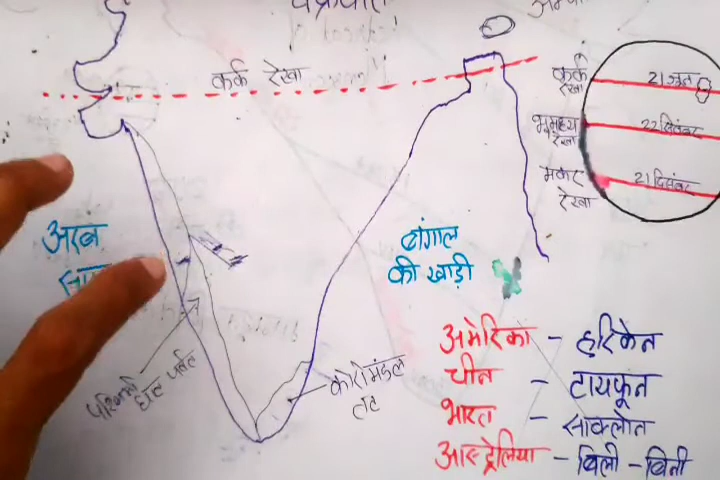 कर्क रेखा
कर्क
रेखा
21 जून
भूमध्य
रेखा
22 सितंबर
मकर
रेखा
21 दिसंबर
अरब
बंगाल
की खाड़ी
पश्चिमी
घाट पर्वत
कोरोमंडल
तट
अमेरिका - हरिकेन
चीन - टायफून
भारत - साक्लोन
आस्ट्रेलिया - विली - विनी